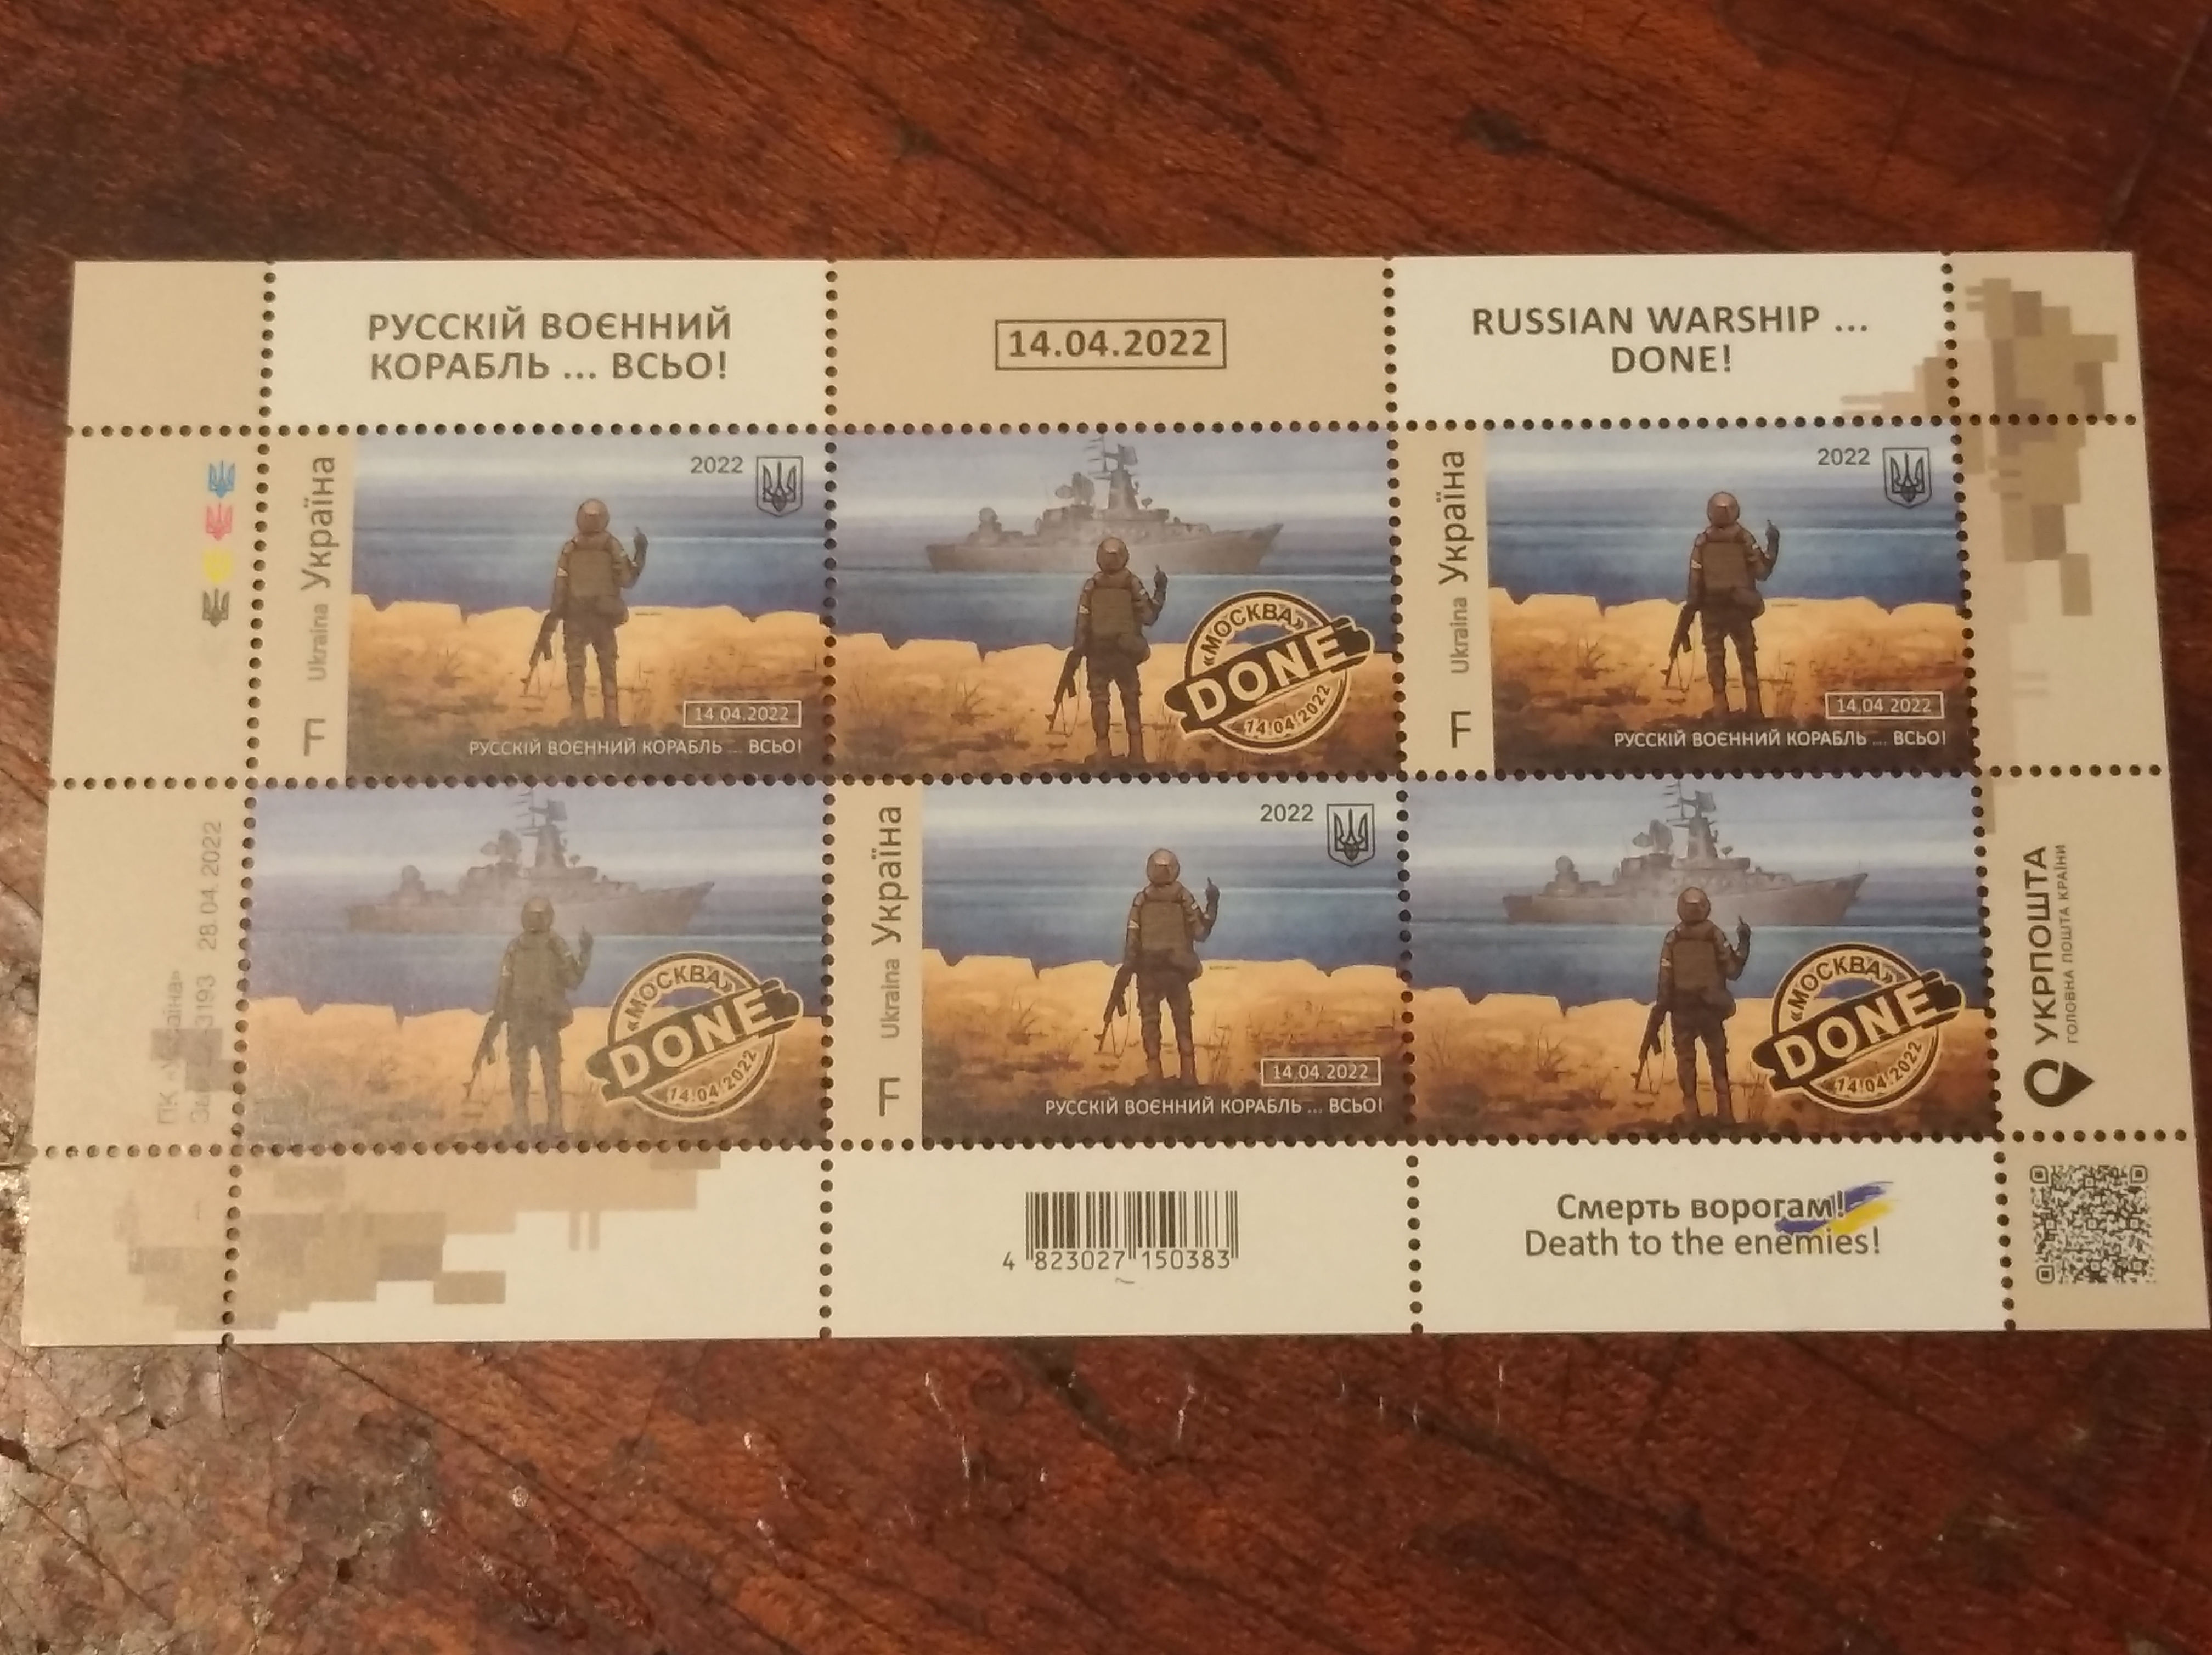 РУССКІЙ ВОЄННИЙ
КОРАБЛЬ ... ВСЬО!
14.04.2022
RUSSIAN WARSHIP ...
DONE!
F Ukraina Україна
2022
14.04.2022
РУССКІЙ ВОЄННИЙ КОРАБЛЬ ... ВСЬО!
«МОСКВА»
DONE
14.04.2022
F Ukraina Україна
2022
14.04.2022
РУССКІЙ ВОЄННИЙ КОРАБЛЬ ... ВСЬО!
28.04.2022
«МОСКВА»
DONE
14.04.2022
F Ukraina Україна
2022
14.04.2022
РУССКІЙ ВОЄННИЙ КОРАБЛЬ ... ВСЬО!
«МОСКВА»
DONE
14.04.2022
УКРПОШТА
ГОЛОВНА ПОШТА КРАЇНИ
4 823027 150383
Смерть ворогам!
Death to the enemies!